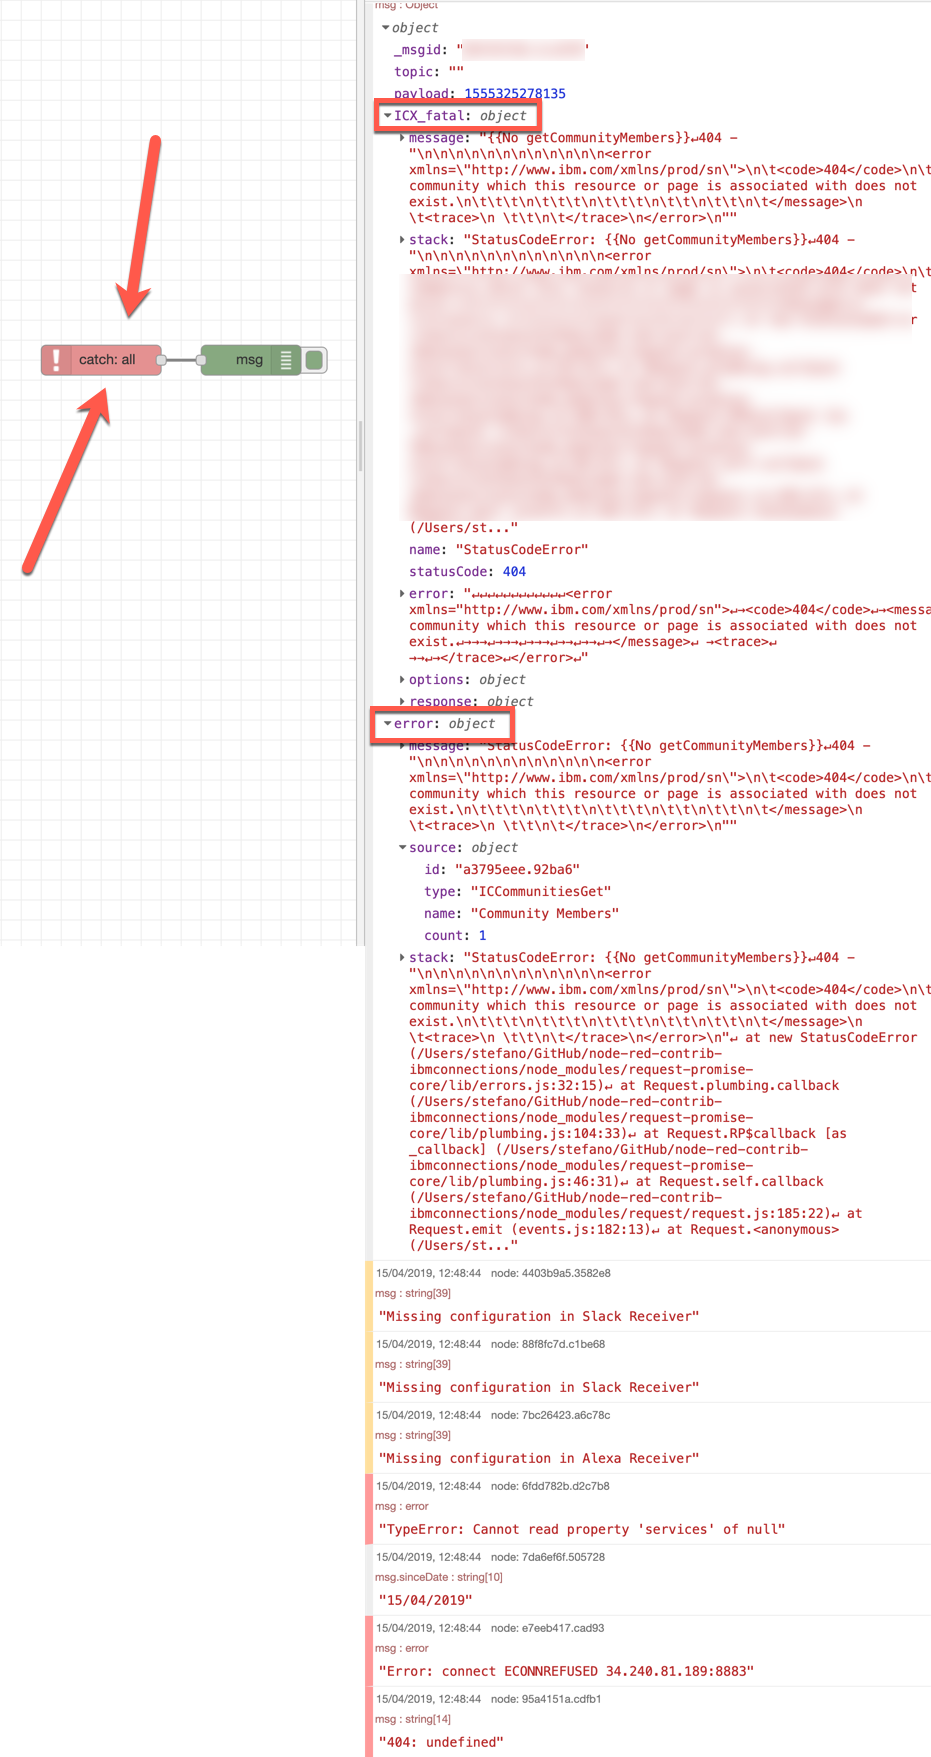 msg : Object
object
_msgid: "
topic: ""
payload: 1555325278135
ICX_fatal: object
message: "{{No getCommunityMembers}}↵404 -
"\n\n\n\n\n\n\n\n\n\n\n\n<error
xmlns=\"http://www.ibm.com/xmlns/prod/sn\">\n\t<code>404</code>\n\t
community which this resource or page is associated with does not
exist.\n\t\t\t\n\t\t\t\n\t\t\t\n\t\t\n\t\t\n\t</message>\n
\t<trace>\n \t\t\n\t</trace>\n</error>\n""
stack: "StatusCodeError: {{No getCommunityMembers}}↵404 -
"\n\n\n\n\n\n\n\n\n\n\n\n<error
xmlns=\"http://www.ibm.com/xmlns/prod/sn\">\n\t<code>404</code>\n\t
catch: all
msg
(/Users/st..."
name: "StatusCodeError"
statusCode: 404
error: "↵↵↵↵↵↵↵↵↵↵↵↵<error
xmlns="http://www.ibm.com/xmlns/prod/sn">↵→<code>404</code>↵→<messa
community which this resource or page is associated with does not
exist.↵→→→↵→→→↵→→→↵→→↵→→↵→</message>↵ →<trace>↵
→→↵→</trace>↵</error>↵"
options: object
response: object
error: object
message: "StatusCodeError: {{No getCommunityMembers}}↵404 -
"\n\n\n\n\n\n\n\n\n\n\n\n<error
xmlns=\"http://www.ibm.com/xmlns/prod/sn\">\n\t<code>404</code>\n\t
community which this resource or page is associated with does not
exist.\n\t\t\t\n\t\t\t\n\t\t\t\n\t\t\n\t\t\n\t</message>\n
\t<trace>\n \t\t\n\t</trace>\n</error>\n""
source: object
id: "a3795eee.92ba6"
type: "ICCommunitiesGet"
name: "Community Members"
count: 1
stack: "StatusCodeError: {{No getCommunityMembers}}↵404 -
"\n\n\n\n\n\n\n\n\n\n\n\n<error
xmlns=\"http://www.ibm.com/xmlns/prod/sn\">\n\t<code>404</code>\n\t
community which this resource or page is associated with does not
exist.\n\t\t\t\n\t\t\t\n\t\t\t\n\t\t\n\t\t\n\t</message>\n
\t<trace>\n \t\t\n\t</trace>\n</error>\n"↵ at new StatusCodeError
(/Users/stefano/GitHub/node-red-contrib-
ibmconnections/node_modules/request-promise-
core/lib/errors.js:32:15)↵ at Request.plumbing.callback
(/Users/stefano/GitHub/node-red-contrib-
ibmconnections/node_modules/request-promise-
core/lib/plumbing.js:104:33)↵ at Request.RP$callback [as
_callback] (/Users/stefano/GitHub/node-red-contrib-
ibmconnections/node_modules/request-promise-
core/lib/plumbing.js:46:31)↵ at Request.self.callback
(/Users/stefano/GitHub/node-red-contrib-
ibmconnections/node_modules/request/request.js:185:22)↵ at
Request.emit (events.js:182:13)↵ at Request.<anonymous>
(/Users/st..."
15/04/2019, 12:48:44 node: 4403b9a5.3582e8
msg : string[39]
"Missing configuration in Slack Receiver"
15/04/2019, 12:48:44 node: 88f8fc7d.c1be68
msg : string[39]
"Missing configuration in Slack Receiver"
15/04/2019, 12:48:44 node: 7bc26423.a6c78c
msg : string[39]
"Missing configuration in Alexa Receiver"
15/04/2019, 12:48:44 node: 6fdd782b.d2c7b8
msg : error
"TypeError: Cannot read property 'services' of null"
15/04/2019, 12:48:44 node: 7da6ef6f.505728
msg.sinceDate : string[10]
"15/04/2019"
15/04/2019, 12:48:44 node: e7eeb417.cad93
msg : error
"Error: connect ECONNREFUSED 34.240.81.189:8883"
15/04/2019, 12:48:44 node: 95a4151a.cdfb1
msg : string[14]
"404: undefined"